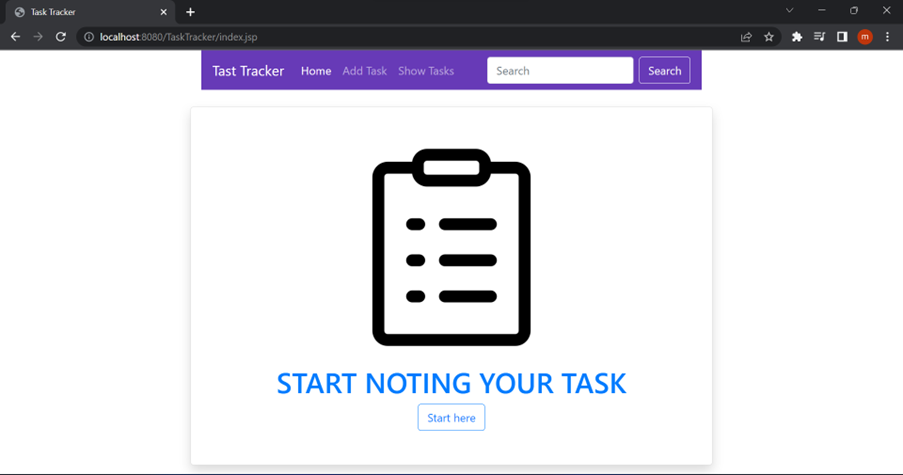 Task Tracker
localhost:8080/TaskTracker/index.jsp
m
Tast Tracker Home Add Task Show Tasks Search Search
START NOTING YOUR TASK
Start here